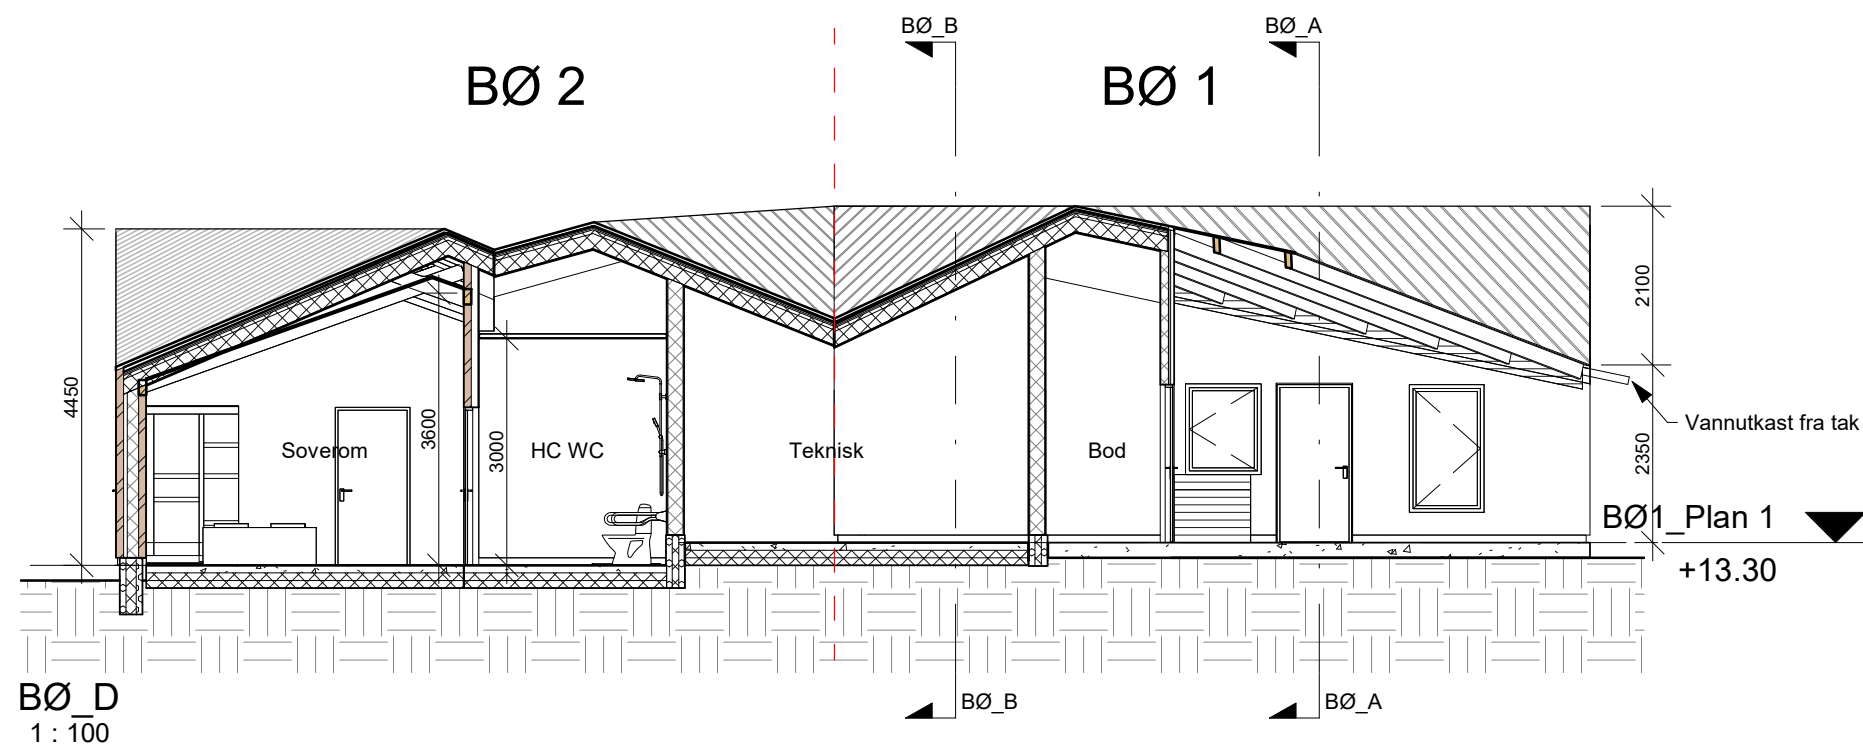 BØ_B
BØ_A
BØ 2
BØ 1
4450
3600
3000
2100
2350
Soverom
HC WC
Teknisk
Bod
Vannutkast fra tak
BØ1_Plan 1
+13.30
BØ_D
1 : 100
BØ_B
BØ_A